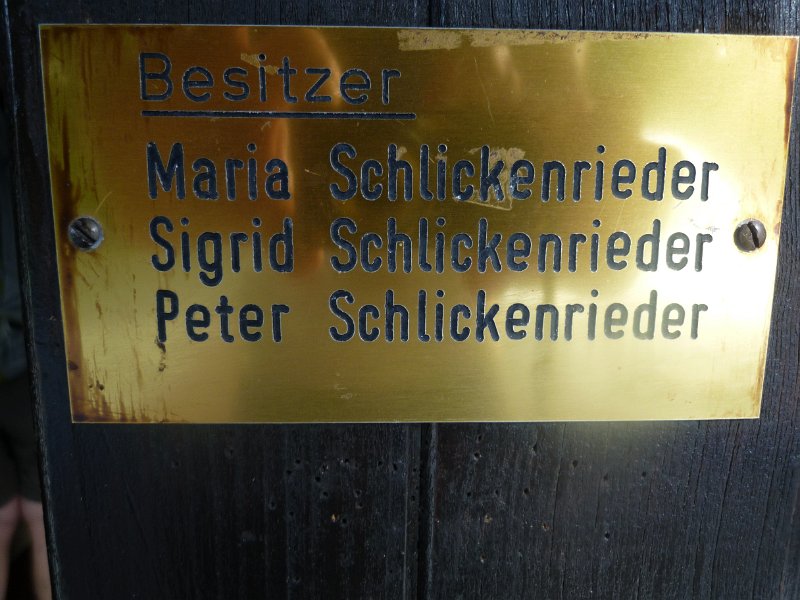 Besitzer
Maria Schlickenrieder
Sigrid Schlickenrieder
Peter Schlickenrieder